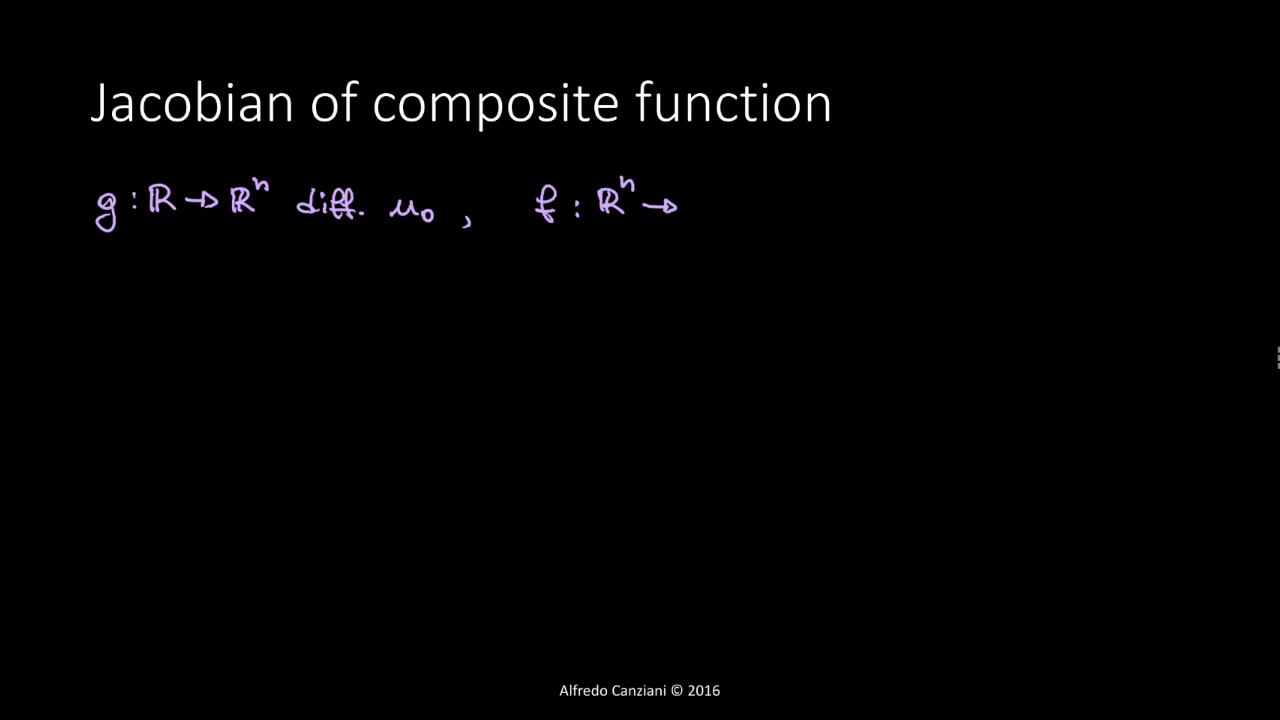 Jacobian of composite function
g : ℝ → ℝⁿ diff. u₀ , f : ℝⁿ →
Alfredo Canziani © 2016